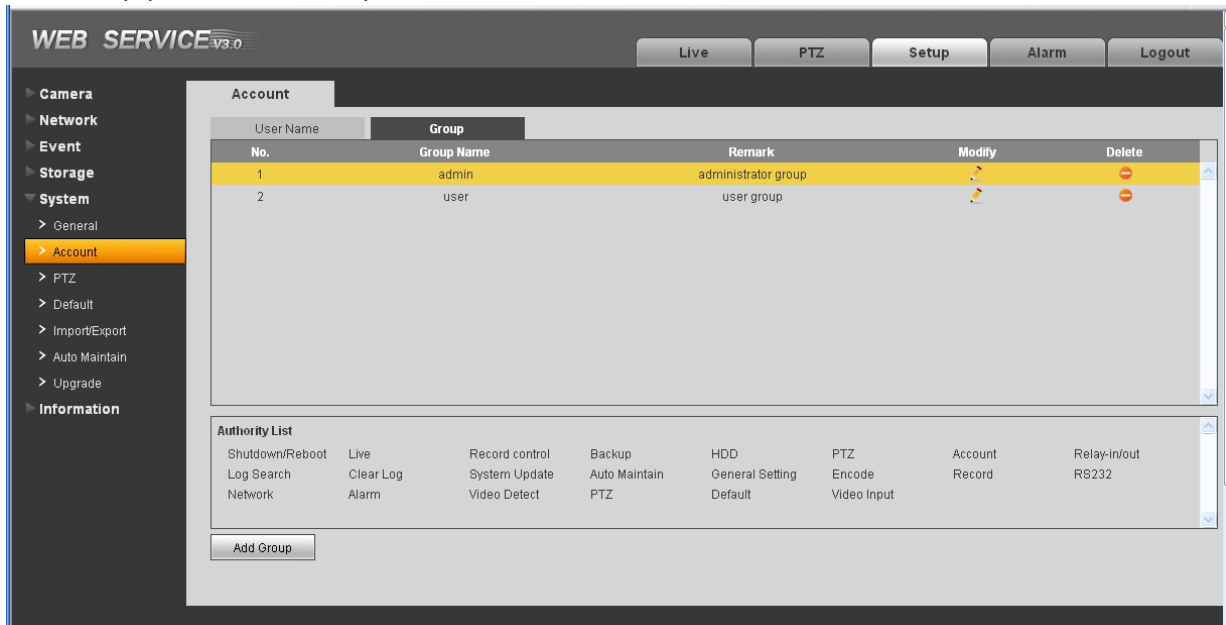 WEB SERVICE V3.0
Live PTZ Setup Alarm Logout
Camera
Network
Event
Storage
System
> General
> Account
> PTZ
> Default
> Import/Export
> Auto Maintain
> Upgrade
Information
Account
User Name Group
No. Group Name Remark Modify Delete
1 admin administrator group
2 user user group
Authority List
Shutdown/Reboot Live Record control Backup HDD PTZ Account Relay-in/out
Log Search Clear Log System Update Auto Maintain General Setting Encode Record RS232
Network Alarm Video Detect PTZ Default Video Input
Add Group